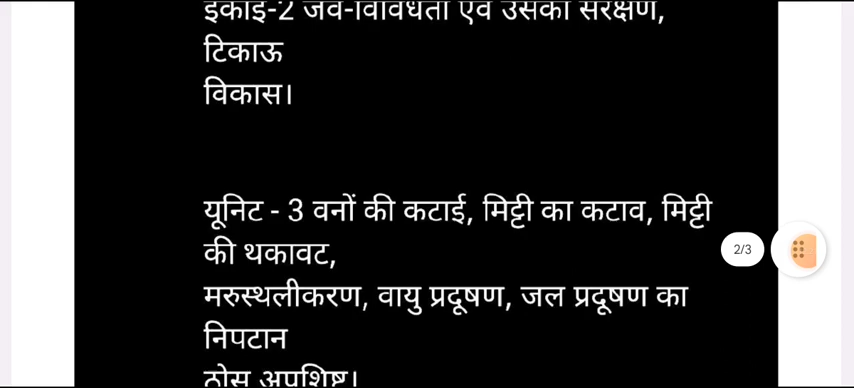 इकाई-2 जैव-विविधता एवं उसका संरक्षण,
टिकाऊ
विकास।
यूनिट - 3 वनों की कटाई, मिट्टी का कटाव, मिट्टी
की थकावट,
2/3
मरुस्थलीकरण, वायु प्रदूषण, जल प्रदूषण का
निपटान
ठोस अपशिष्ट।